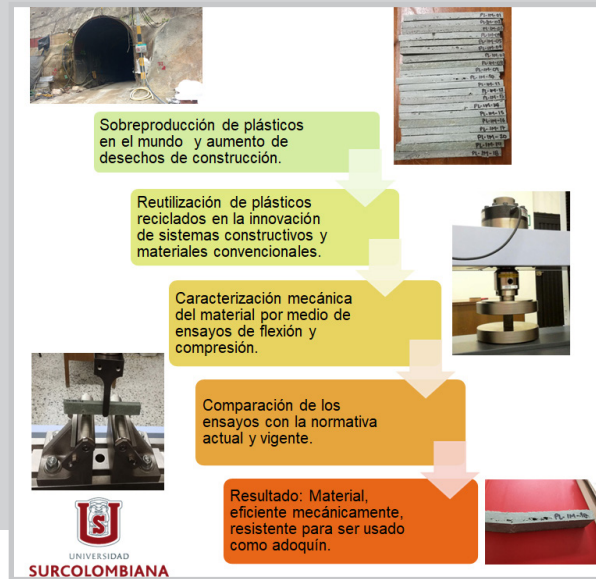 Sobreproducción de plásticos
en el mundo y aumento de
desechos de construcción.
Reutilización de plásticos
reciclados en la innovación
de sistemas constructivos y
materiales convencionales.
Caracterización mecánica
del material por medio de
ensayos de flexión y
compresión.
Comparación de los
ensayos con la normativa
actual y vigente.
Resultado: Material,
eficiente mecánicamente,
resistente para ser usado
como adoquín.
UNIVERSIDAD
SURCOLOMBIANA